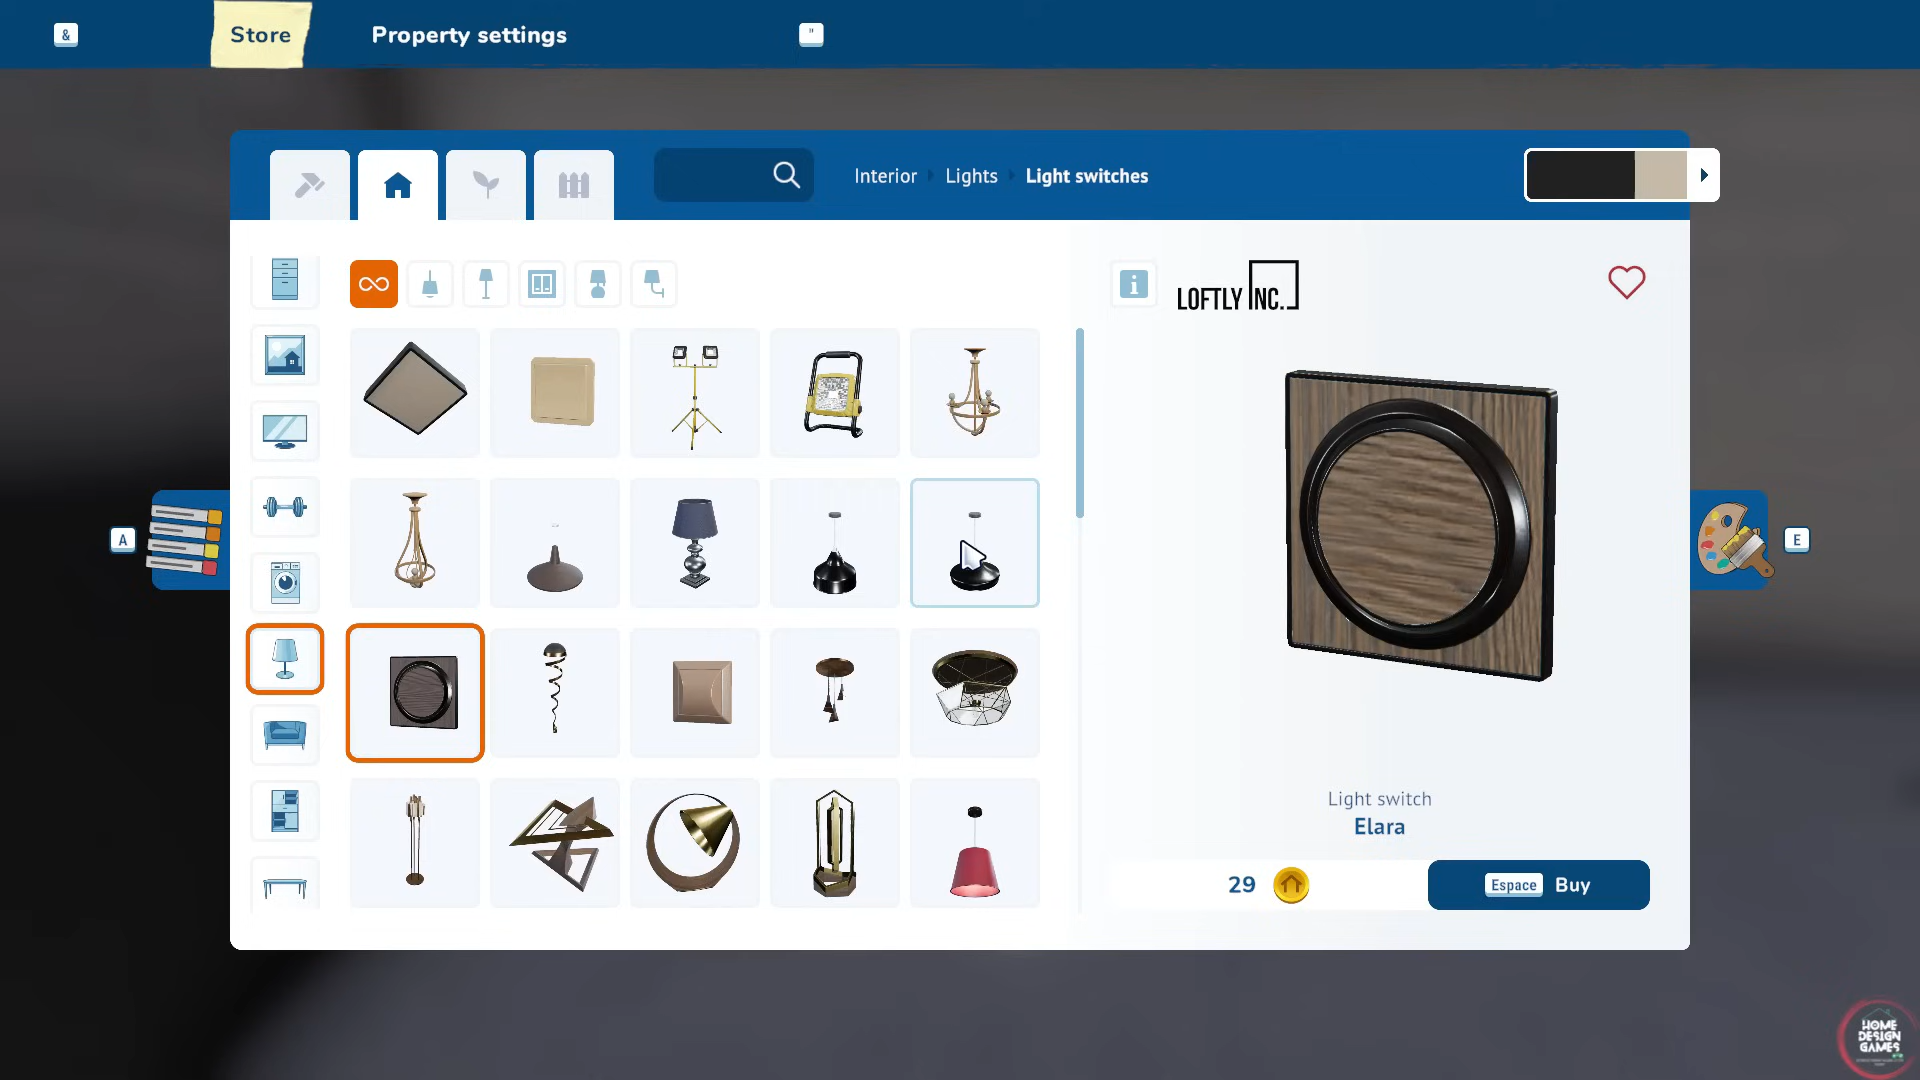 &
Store
Property settings
"
Interior
Lights
Light switches
i
LOFTLY INC.
A
E
Light switch
Elara
29
Espace
Buy
HOME
DESIGN
GAMES